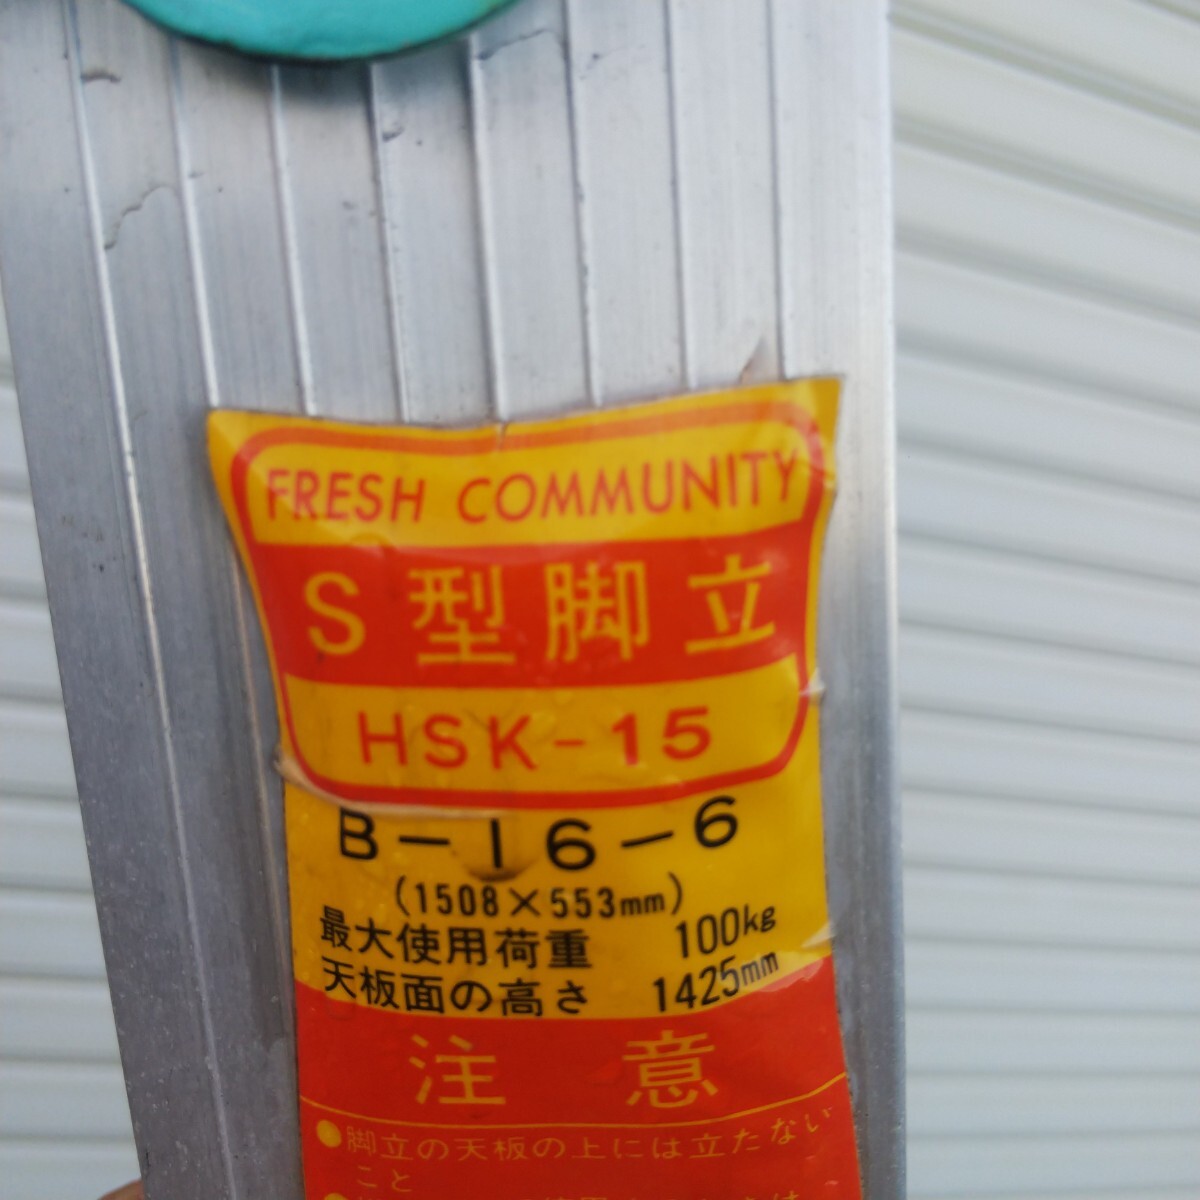 FRESH COMMUNITY
S型脚立
HSK-15
B-16-6
(1508×553mm)
最大使用荷重 100kg
天板面の高さ 1425mm
注意
●脚立の天板の上には立たない
こと